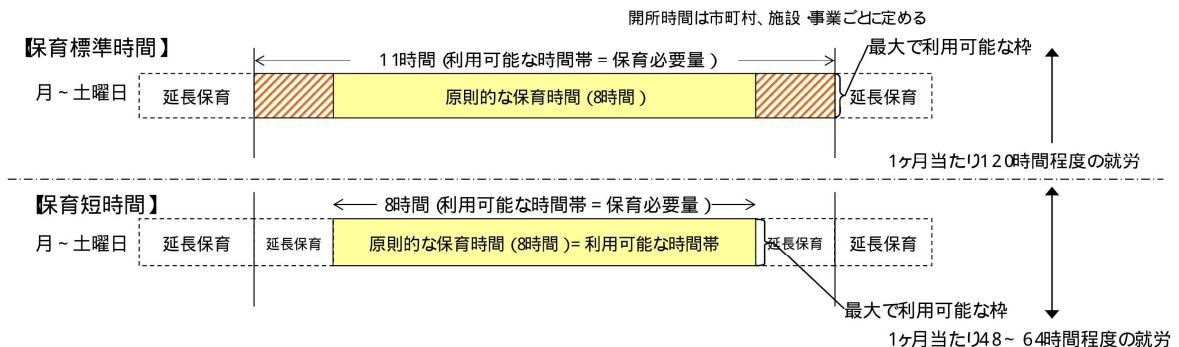 開所時間は市町村、施設・事業ごとに定める
【保育標準時間】
11時間(利用可能な時間帯=保育必要量)
最大で利用可能な枠
月~土曜日
延長保育
原則的な保育時間(8時間)
延長保育
1ヶ月当たり120時間程度の就労
【保育短時間】
8時間(利用可能な時間帯=保育必要量)
月~土曜日
延長保育
延長保育
原則的な保育時間(8時間)=利用可能な時間帯
延長保育
延長保育
最大で利用可能な枠
1ヶ月当たり48~64時間程度の就労